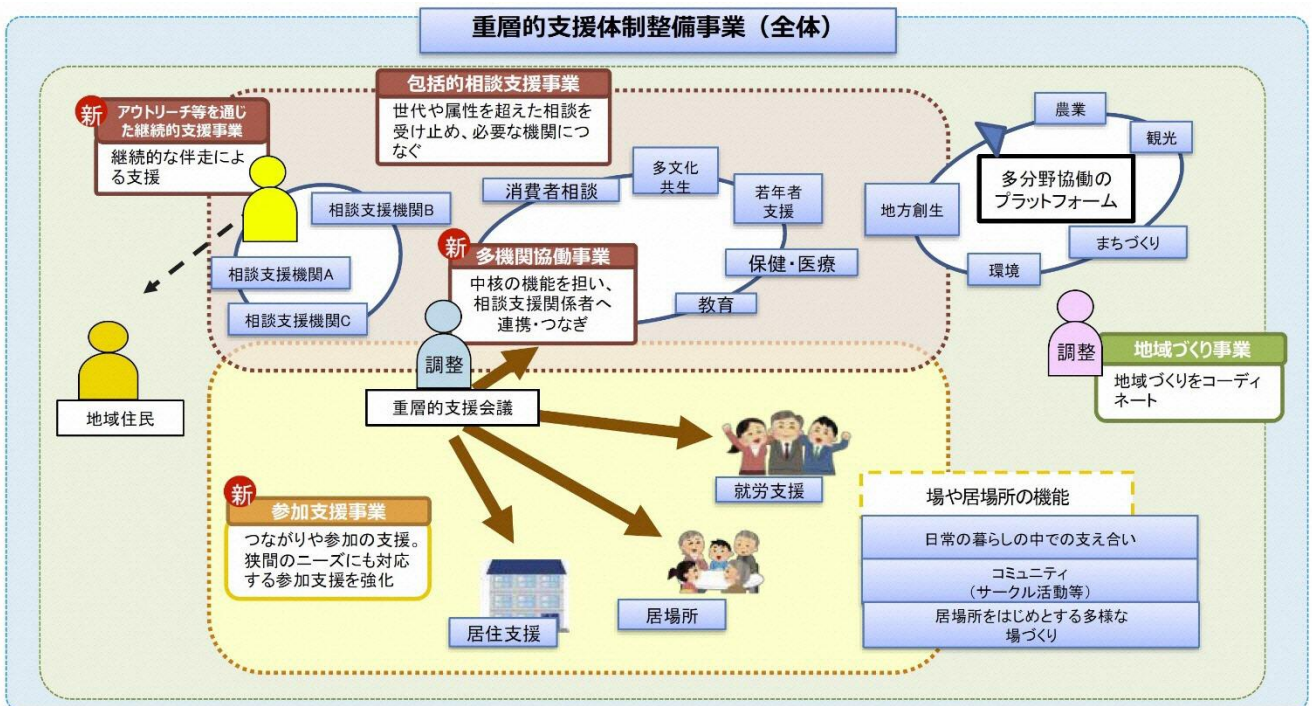 重層的支援体制整備事業（全体）
新
アウトリーチ等を通じ
た継続的支援事業
継続的な伴走によ
る支援
包括的相談支援事業
世代や属性を超えた相談を
受け止め、必要な機関につ
なぐ
相談支援機関B
相談支援機関A
相談支援機関C
消費者相談
多文化
共生
若年者
支援
保健・医療
教育
新
多機関協働事業
中核の機能を担い、
相談支援関係者へ
連携・つなぎ
農業
観光
多分野協働の
プラットフォーム
地方創生
まちづくり
環境
調整
地域づくり事業
地域づくりをコーディ
ネート
地域住民
調整
重層的支援会議
新
参加支援事業
つながりや参加の支援。
狭間のニーズにも対応
する参加支援を強化
就労支援
居場所
居住支援
場や居場所の機能
日常の暮らしの中での支え合い
コミュニティ
（サークル活動等）
居場所をはじめとする多様な
場づくり